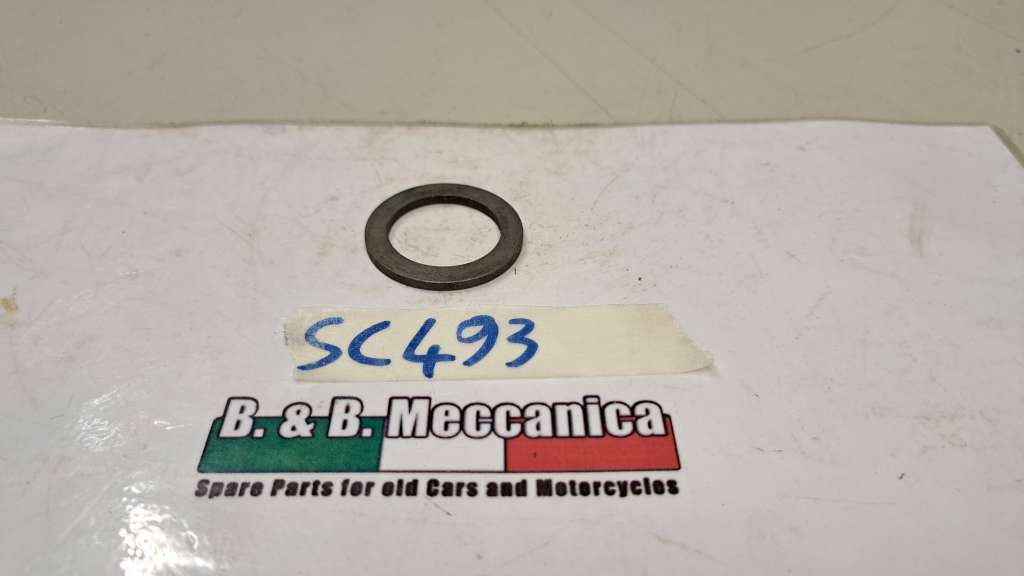 SC493
B. & B. Meccanica
Spare Parts for old Cars and Motorcycles